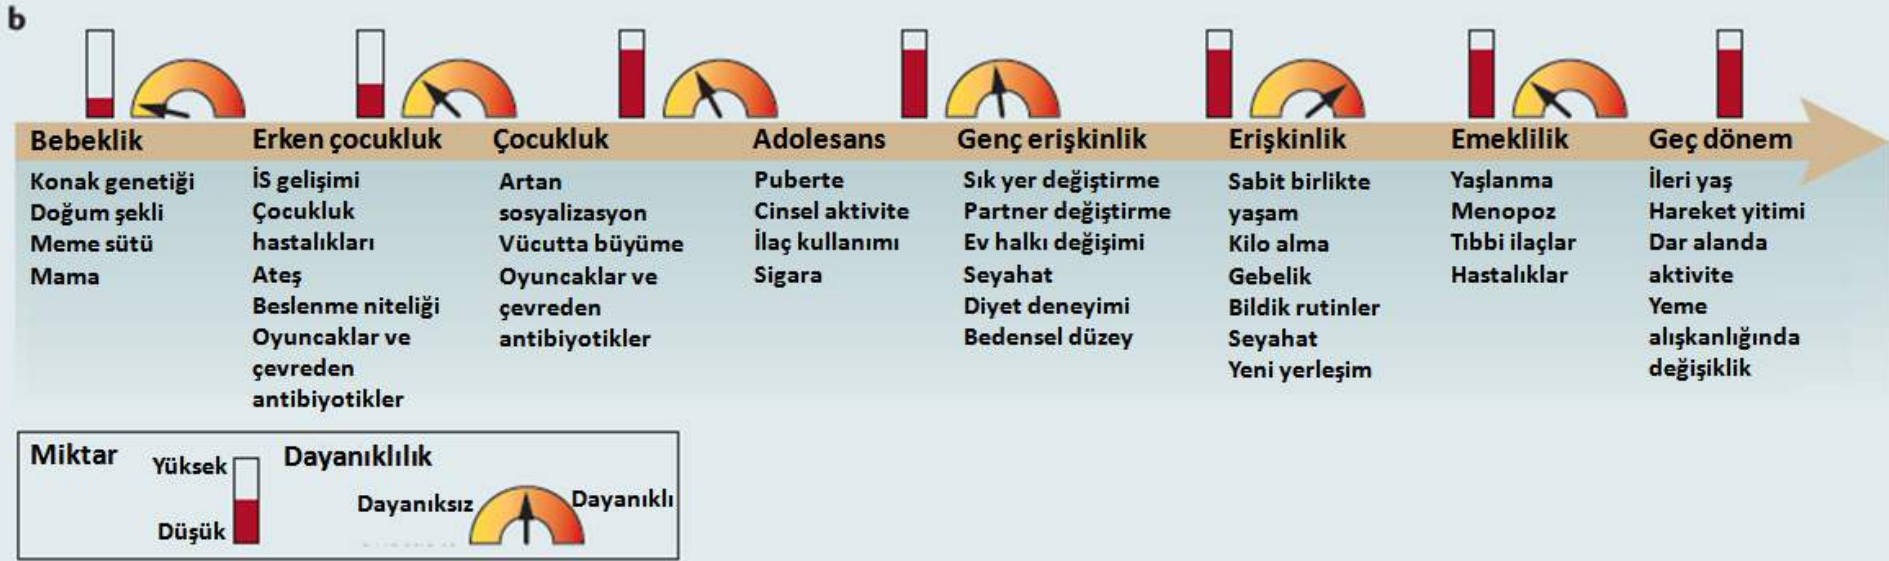 b
Bebeklik
Konak genetiği
Doğum şekli
Meme sütü
Mama
Erken çocukluk
İS gelişimi
Çocukluk
hastalıkları
Ateş
Beslenme niteliği
Oyuncaklar ve
çevreden
antibiyotikler
Çocukluk
Artan
sosyalizasyon
Vücutta büyüme
Oyuncaklar ve
çevreden
antibiyotikler
Adolesans
Puberte
Cinsel aktivite
İlaç kullanımı
Sigara
Genç erişkinlik
Sık yer değiştirme
Partner değiştirme
Ev halkı değişimi
Seyahat
Diyet deneyimi
Bedensel düzey
Erişkinlik
Sabit birlikte
yaşam
Kilo alma
Gebelik
Bildik rutinler
Seyahat
Yeni yerleşim
Emeklilik
Yaşlanma
Menopoz
Tıbbi ilaçlar
Hastalıklar
Geç dönem
İleri yaş
Hareket yitimi
Dar alanda
aktivite
Yeme
alışkanlığında
değişiklik
Miktar
Yüksek
Düşük
Dayanıklılık
Dayanıksız
Dayanıklı